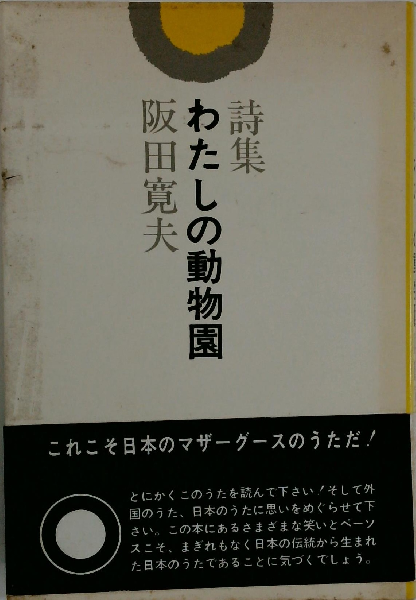 詩集
わたしの動物園
阪田寛夫
これこそ日本のマザーグースのうただ!
とにかくこのうたを読んで下さい!そして外
国のうた、日本のうたに思いをめぐらせて下
さい。この本にあるさまざまな笑いとペーソ
スこそ、まぎれもなく日本の伝統から生まれ
た日本のうたであることに気づくでしょう。